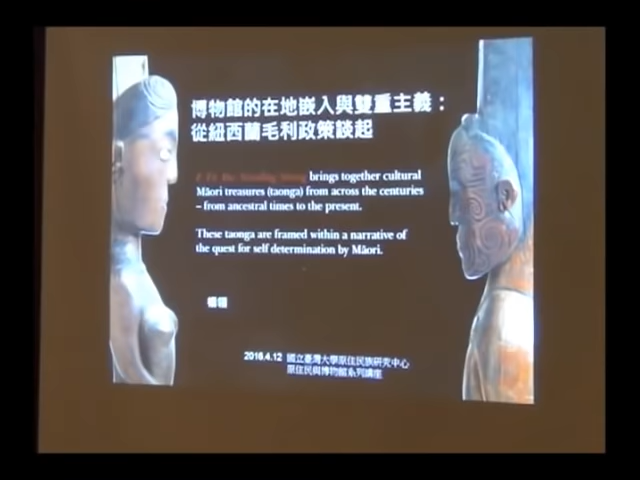 博物館的在地嵌入與雙重主義：
從紐西蘭毛利政策談起
brings together cultural
Māori treasures (taonga) from across the centuries
– from ancestral times to the present.
These taonga are framed within a narrative of
the quest for self determination by Māori.
2016.4.12 國立臺灣大學原住民族研究中心
原住民與博物館系列講座